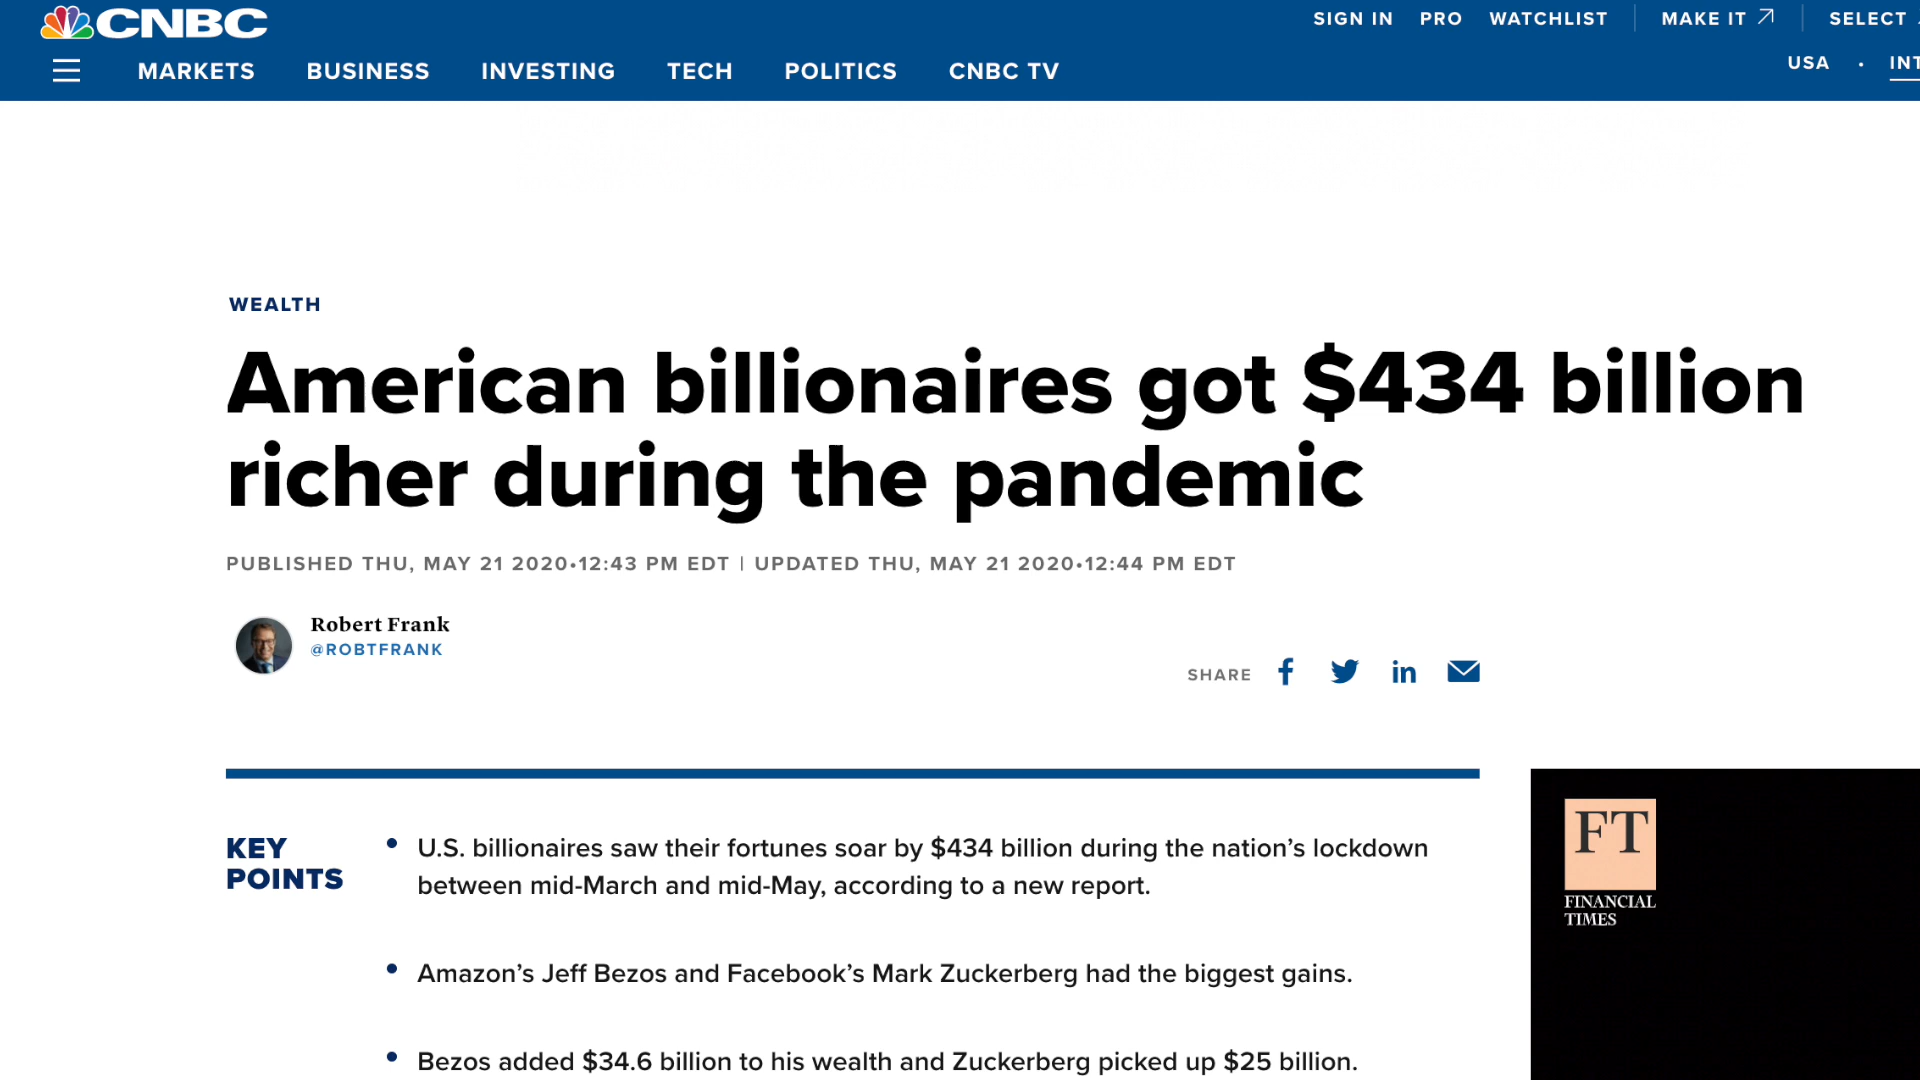 CNBC
SIGN IN PRO WATCHLIST MAKE IT SELECT
MARKETS BUSINESS INVESTING TECH POLITICS CNBC TV
USA • INT
WEALTH
American billionaires got $434 billion
richer during the pandemic
PUBLISHED THU, MAY 21 2020•12:43 PM EDT | UPDATED THU, MAY 21 2020•12:44 PM EDT
Robert Frank
@ROBTFRANK
SHARE
KEY
POINTS
• U.S. billionaires saw their fortunes soar by $434 billion during the nation’s lockdown
between mid-March and mid-May, according to a new report.
• Amazon’s Jeff Bezos and Facebook’s Mark Zuckerberg had the biggest gains.
• Bezos added $34.6 billion to his wealth and Zuckerberg picked up $25 billion.
FT
FINANCIAL
TIMES